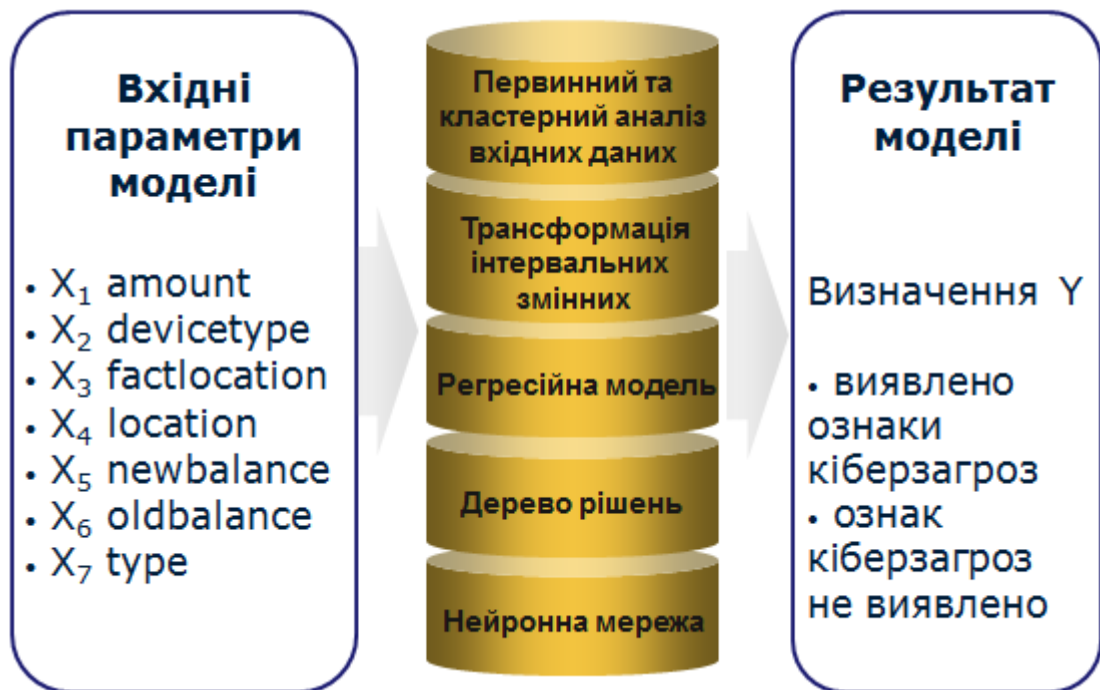 Вхідні
параметри
моделі
• X₁ amount
• X₂ devicetype
• X₃ factlocation
• X₄ location
• X₅ newbalance
• X₆ oldbalance
• X₇ type
Первинний та
кластерний аналіз
вхідних даних
Трансформація
інтервальних
змінних
Регресійна модель
Дерево рішень
Нейронна мережа
Результат
моделі
Визначення Y
• виявлено
ознаки
кіберзагроз
• ознак
кіберзагроз
не виявлено